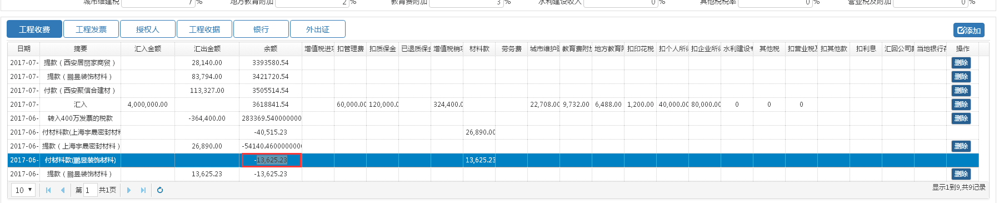 城市维建税 7 % 地方教育附加 2 % 教育费附加 3 % 水利建设收入 0 % 其他税税率 0 % 营业税及附加 0 %
工程收费 工程发票 授权人 工程收据 银行 外出证 添加
日期 摘要 汇入金额 汇出金额 余额 增值税进项 扣管理费 扣质保金 已退质保金 增值税销项 材料款 劳务费 城市维护建 教育费附加 地方教育附 扣印花税 扣个人所得 扣企业所得 水利建设专 其他税 扣营业税及 扣其他款 扣利息 汇回公司款 当地银行存 操作
2017-07- 提款（西安居丽家商贸） 28,140.00 3393580.54 删除
2017-07- 提款（鹏昱装饰材料） 83,794.00 3421720.54 删除
2017-07- 付款（西安聚信合建材） 113,327.00 3505514.54 删除
2017-07- 汇入 4,000,000.00 3618841.54 60,000.00 120,000.0 324,400.0 22,708.00 9,732.00 6,488.00 1,200.00 40,000.00 80,000.00 0 0 0 删除
2017-06- 转入400万发票的税款 -364,400.00 283369.540000000 删除
2017-06- 付材料款(上海宇晟密封材料 -40,515.23 26,890.00
2017-06- 提款（上海宇晟密封材料） 26,890.00 -54140.4600000000 删除
2017-06- 付材料款(鹏昱装饰材料) -13,625.23 13,625.23
2017-06- 提款（鹏昱装饰材料） 13,625.23 -13,625.23 删除
10 第 1 共1页 显示1到9,共9记录